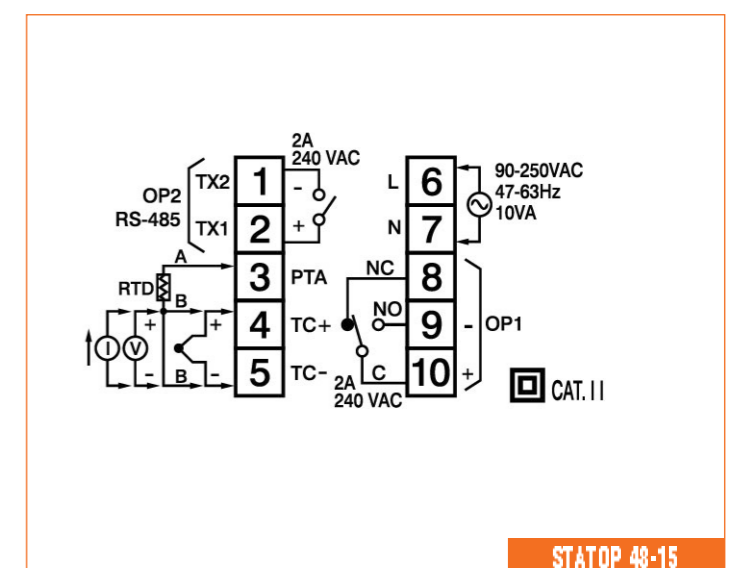 2A
240 VAC
OP2
RS-485
TX2
1
-
TX1
2
+
A
3
PTA
RTD
B
+
+
4
TC+
I
V
-
B
-
5
TC-
L
6
90-250VAC
47-63Hz
10VA
N
7
NC
8
NO
9
-
OP1
C
10
+
2A
240 VAC
CAT. II
STATOP 48-15